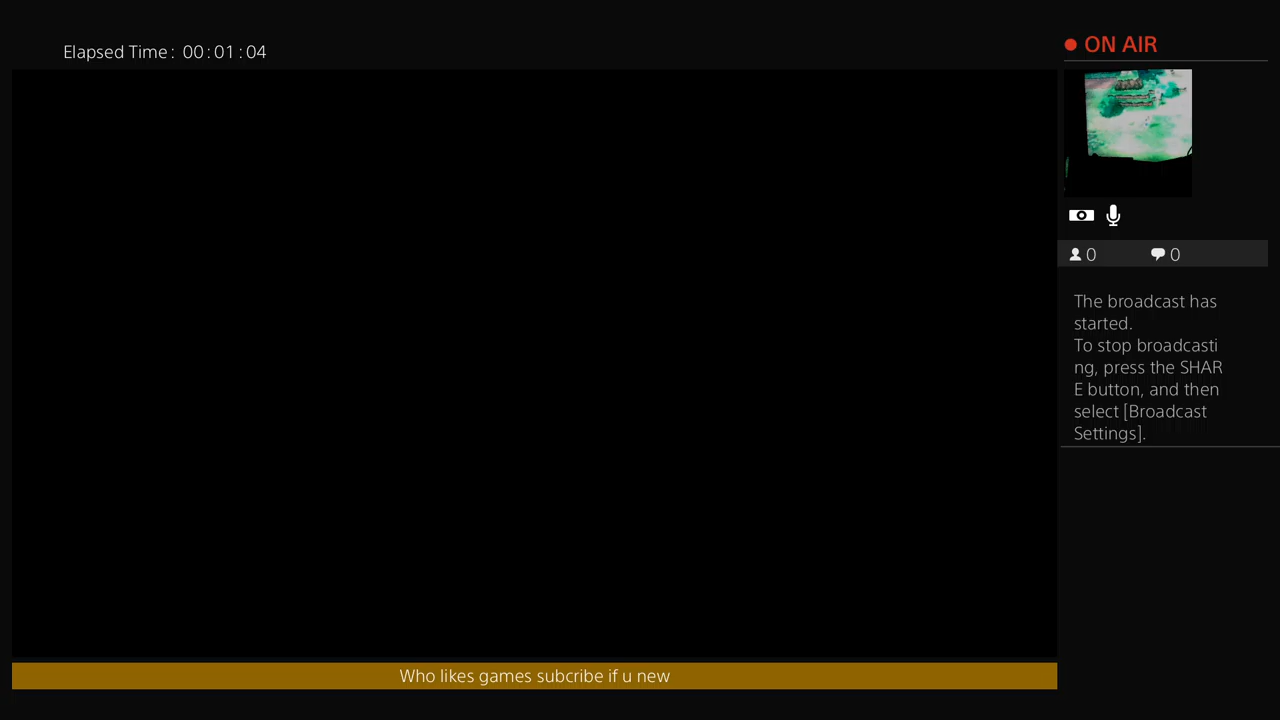 Elapsed Time: 00:01:04
ON AIR
0 0
The broadcast has
started.
To stop broadcasti
ng, press the SHAR
E button, and then
select [Broadcast
Settings].
Who likes games subcribe if u new